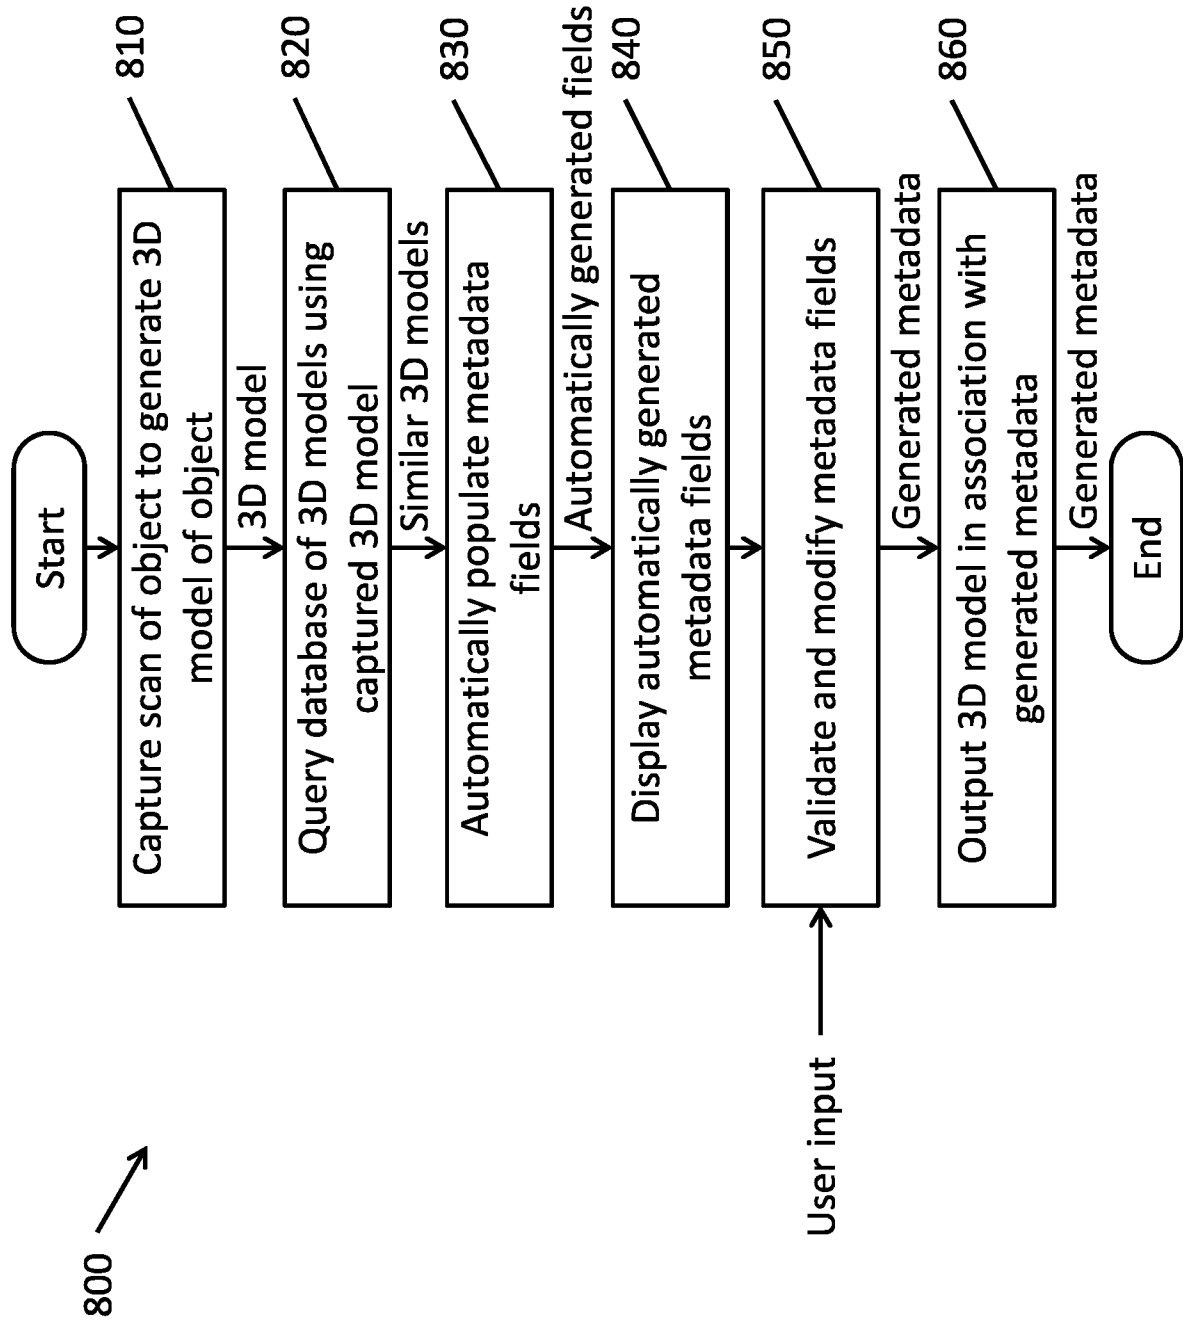 800
Start
Capture scan of object to generate 3D
model of object
810
3D model
Query database of 3D models using
captured 3D model
820
Similar 3D models
Automatically populate metadata
fields
830
Automatically generated fields
Display automatically generated
metadata fields
840
User input
Validate and modify metadata fields
850
Generated metadata
Output 3D model in association with
generated metadata
860
Generated metadata
End